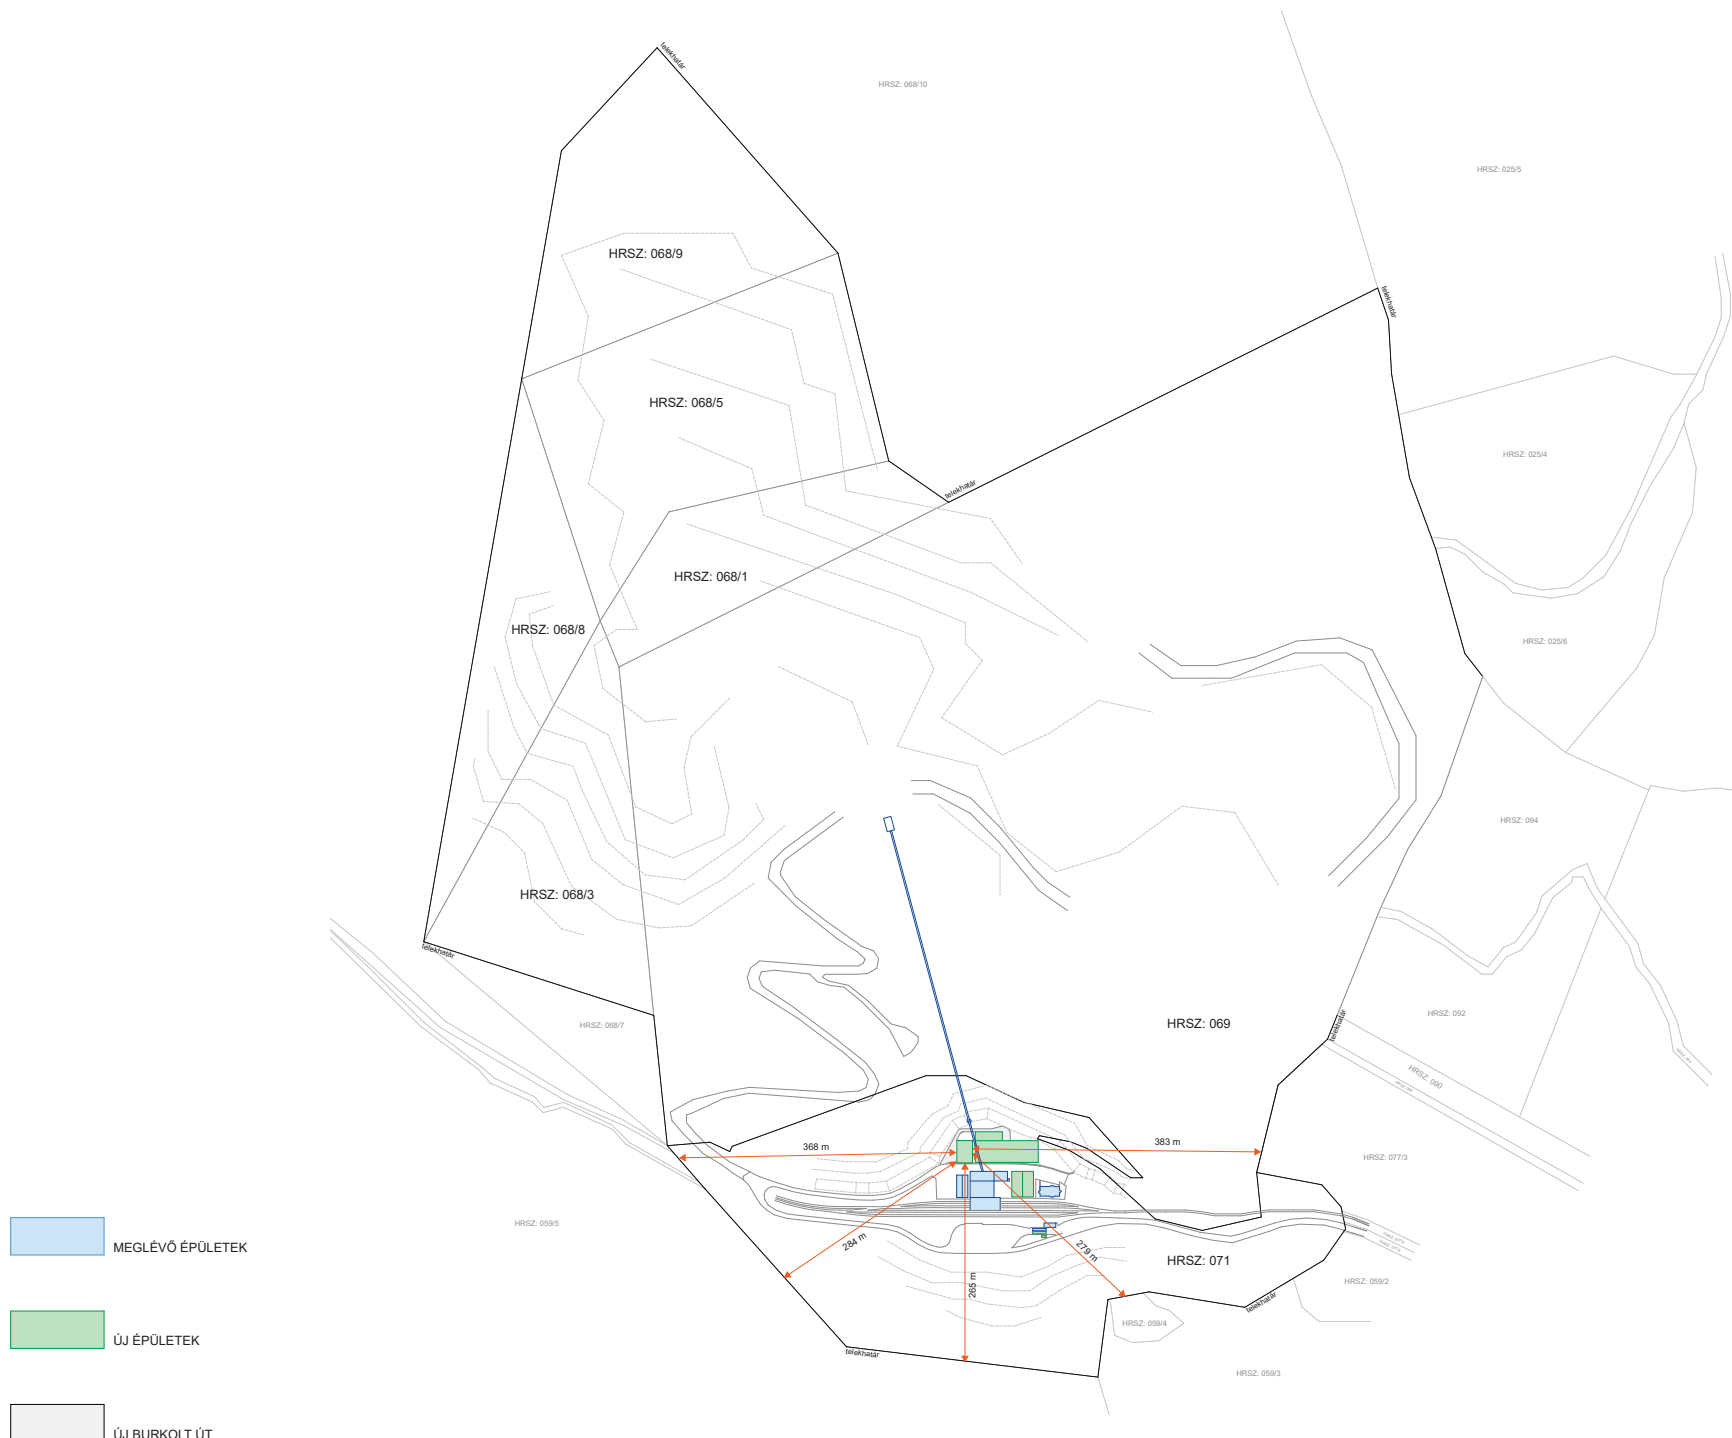 telekhatár
HRSZ: 068/10
HRSZ: 025/5
HRSZ: 068/9
telekhatár
HRSZ: 068/5
HRSZ: 025/4
telekhatár
HRSZ: 068/1
HRSZ: 068/8
HRSZ: 025/6
HRSZ: 094
HRSZ: 068/3
telekhatár
HRSZ: 068/7
HRSZ: 069
HRSZ: 092
telekhatár
HRSZ: 090
368 m
383 m
HRSZ: 077/3
HRSZ: 059/5
284 m
279 m
265 m
HRSZ: 071
HRSZ: 059/2
telekhatár
HRSZ: 059/4
telekhatár
HRSZ: 059/3
MEGLÉVŐ ÉPÜLETEK
ÚJ ÉPÜLETEK
ÚJ BURKOLT ÚT